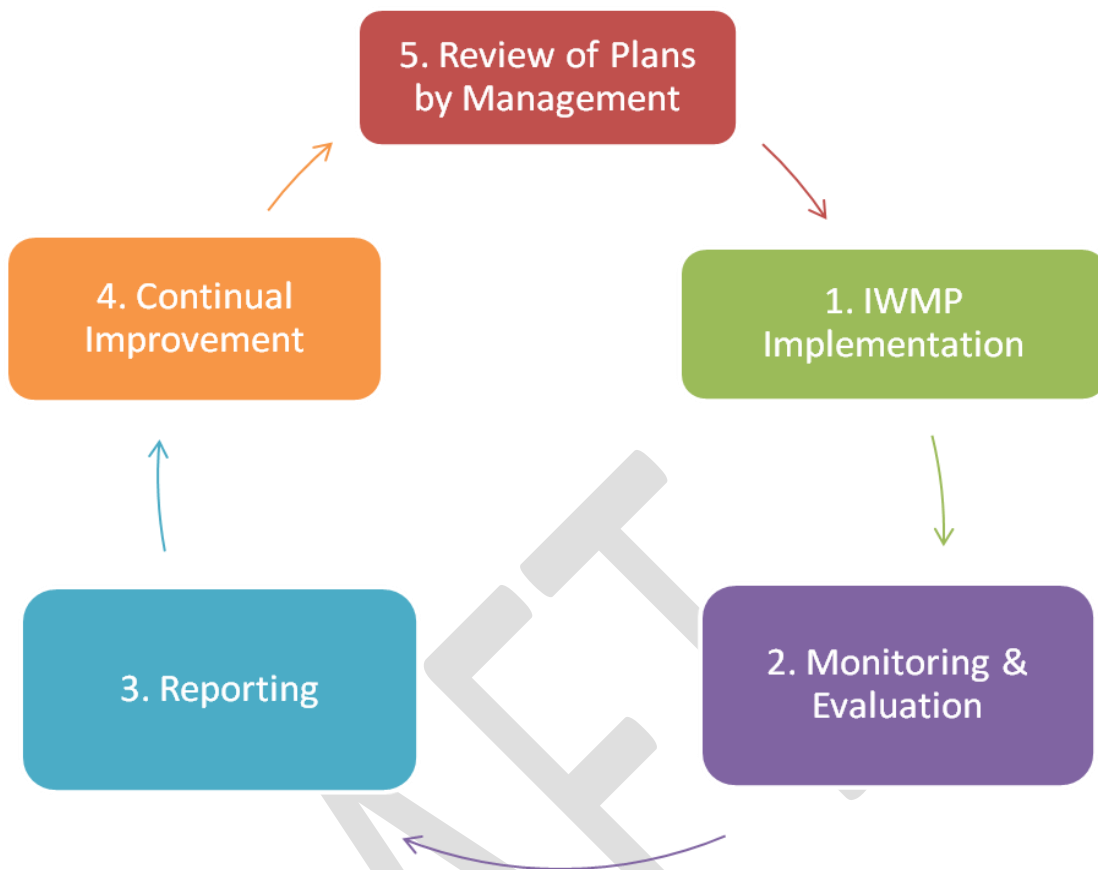 5. Review of Plans
by Management
4. Continual
Improvement
1. IWMP
Implementation
3. Reporting
2. Monitoring &
Evaluation